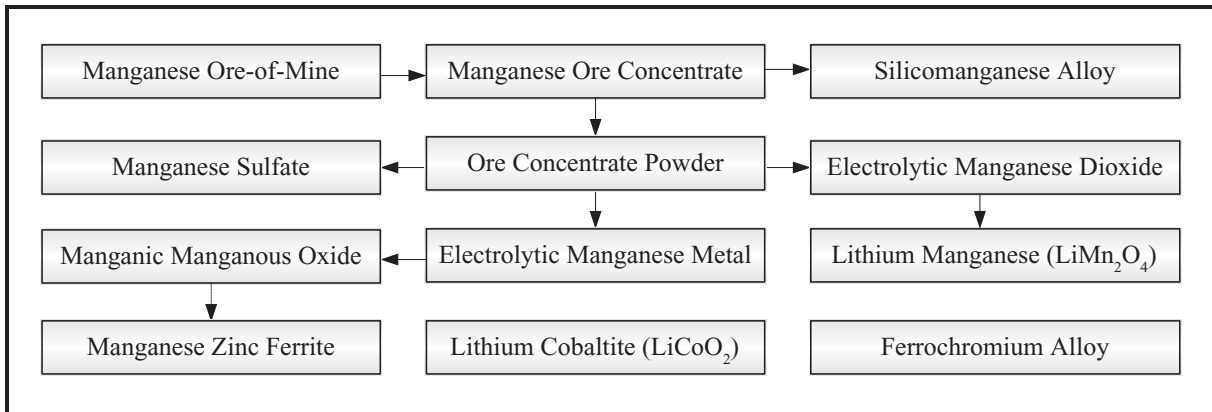 Manganese Ore-of-Mine
Manganese Ore Concentrate
Silicomanganese Alloy
Manganese Sulfate
Ore Concentrate Powder
Electrolytic Manganese Dioxide
Manganic Manganous Oxide
Electrolytic Manganese Metal
Lithium Manganese (LiMn₂O₄)
Manganese Zinc Ferrite
Lithium Cobaltite (LiCoO₂)
Ferrochromium Alloy